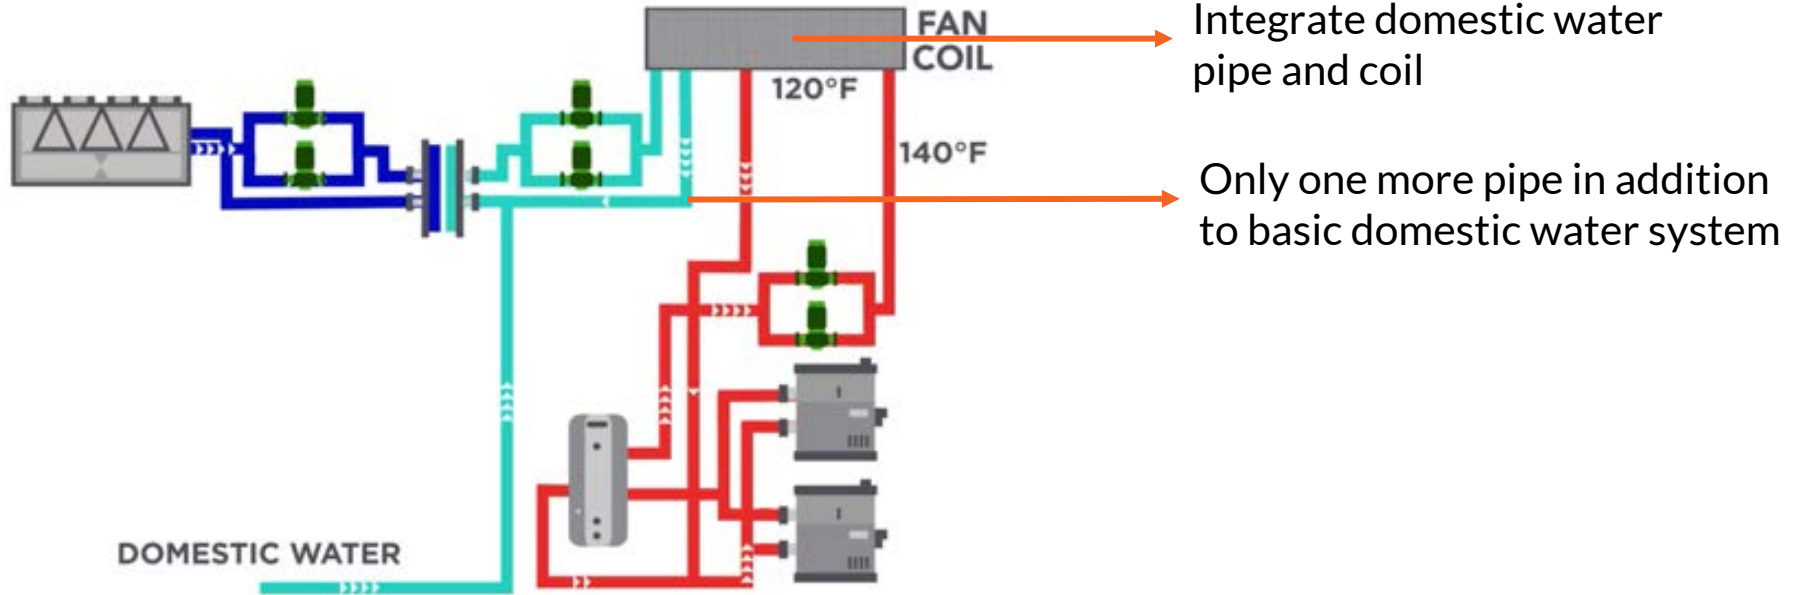 FAN
COIL
120°F
140°F
DOMESTIC WATER
Integrate domestic water
pipe and coil
Only one more pipe in addition
to basic domestic water system